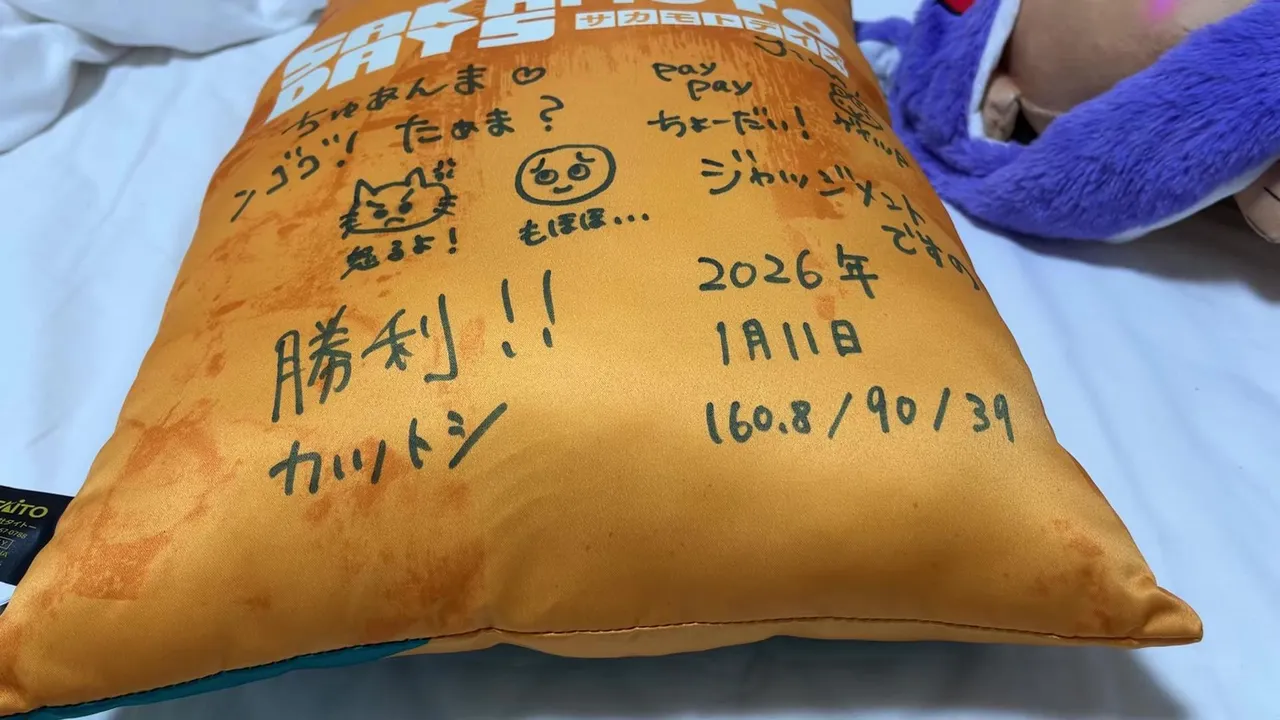 SAKAMOTO
DAYS サカモトデイズ
ちゅあんま♡
ンゴゴ！たぁま？
怒るよ！
もほほ...
pay
pay
ちょーだい！
ジャッジメント
ですの
勝利！！
カツトシ
2026年
1月11日
160.8/90/39
TAITO